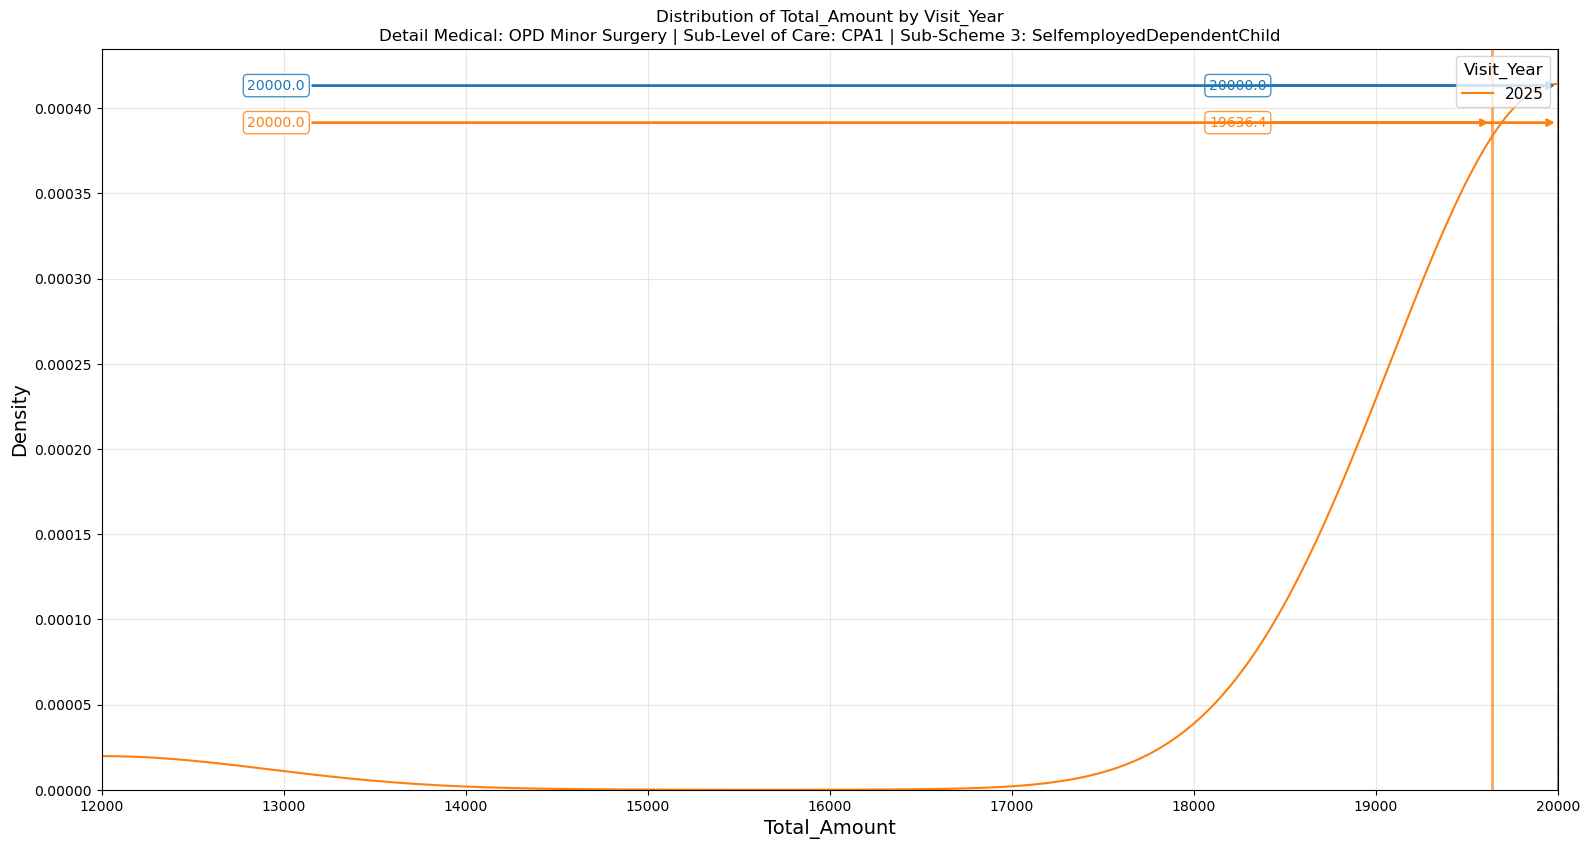 Distribution of Total_Amount by Visit_Year
Detail Medical: OPD Minor Surgery | Sub-Level of Care: CPA1 | Sub-Scheme 3: SelfemployedDependentChild
20000.0
20000.0
Visit_Year
2025
20000.0
19636.4
0.00040
0.00035
0.00030
0.00025
0.00020
0.00015
0.00010
0.00005
0.00000
Density
12000 13000 14000 15000 16000 17000 18000 19000 20000
Total_Amount